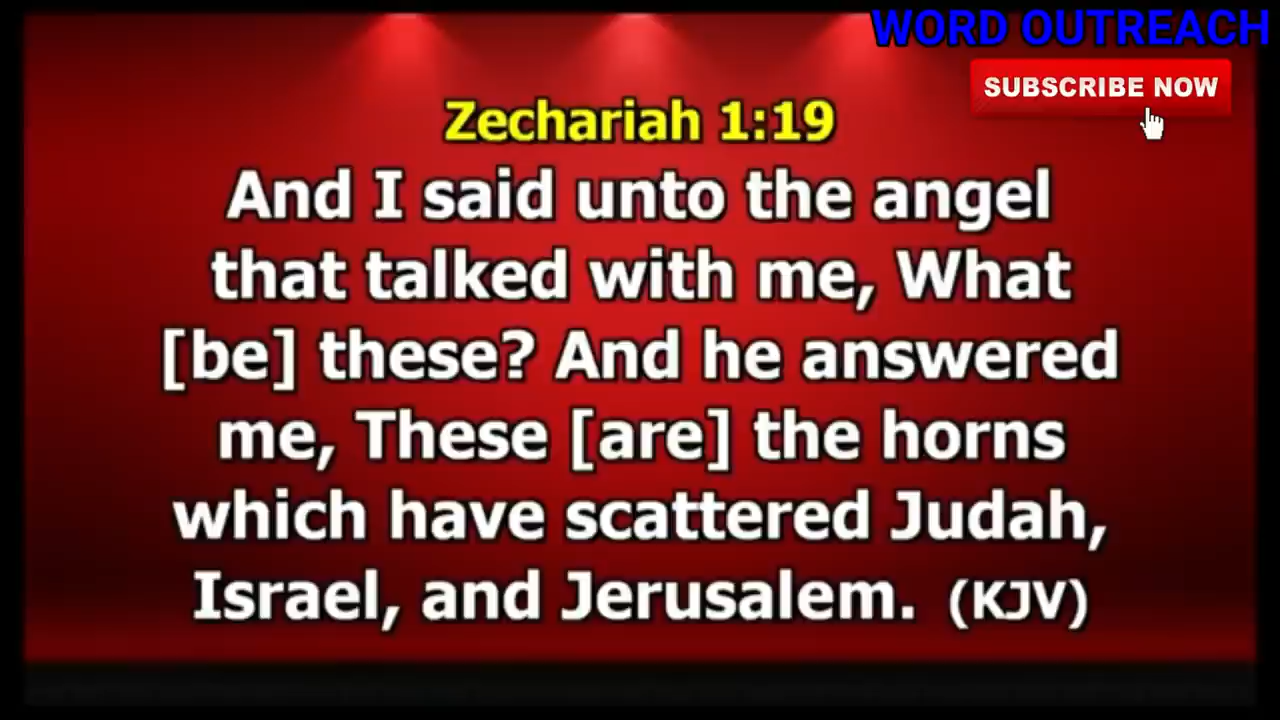 WORD OUTREACH
SUBSCRIBE NOW
Zechariah 1:19
And I said unto the angel
that talked with me, What
[be] these? And he answered
me, These [are] the horns
which have scattered Judah,
Israel, and Jerusalem. (KJV)